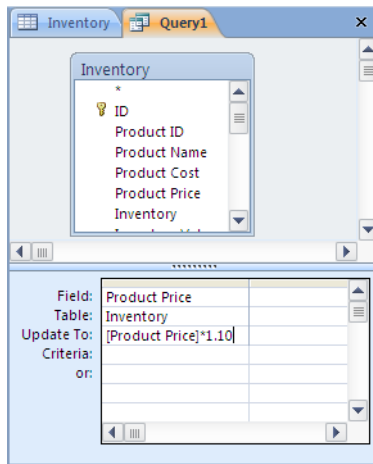 Inventory Query1 ×
Inventory
*
ID
Product ID
Product Name
Product Cost
Product Price
Inventory
Field: Product Price
Table: Inventory
Update To: [Product Price]*1.10
Criteria:
or: